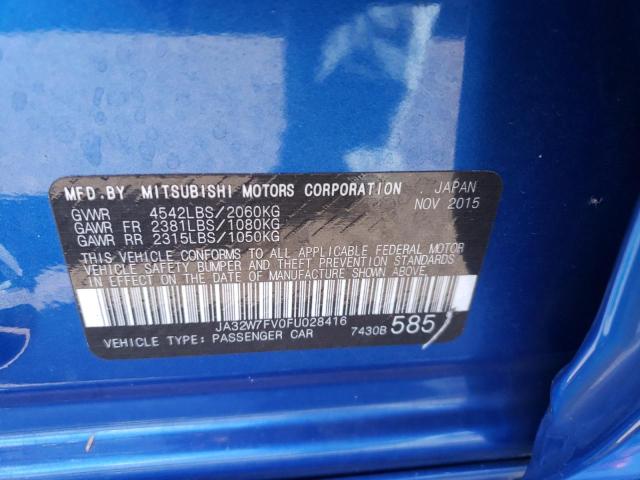 MFD.BY MITSUBISHI MOTORS CORPORATION JAPAN
NOV 2015
GVWR 4542LBS/2060KG
GAWR FR 2381LBS/1080KG
GAWR RR 2315LBS/1050KG
THIS VEHICLE CONFORMS TO ALL APPLICABLE FEDERAL MOTOR
VEHICLE SAFETY BUMPER AND THEFT PREVENTION STANDARDS
IN EFFECT ON THE DATE OF MANUFACTURE SHOWN ABOVE.
JA32W7FV0FU028416
VEHICLE TYPE: PASSENGER CAR 7430B 585